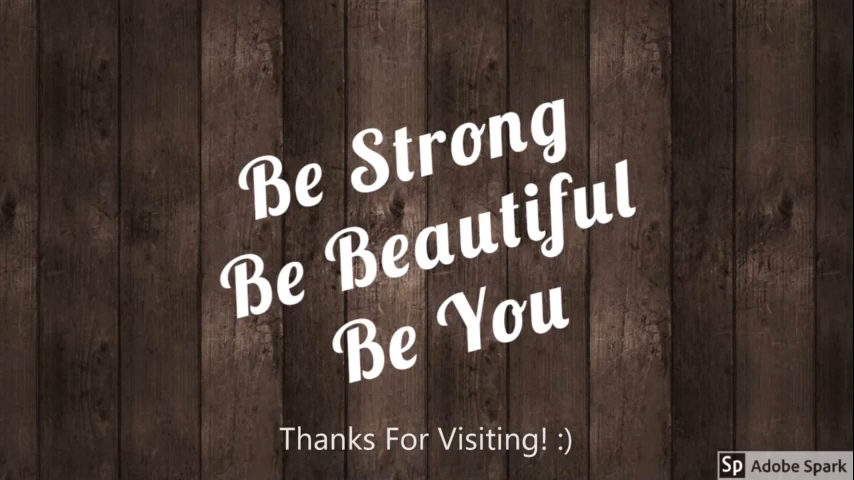 Be Strong
Be Beautiful
Be You
Thanks For Visiting! :)
Sp Adobe Spark